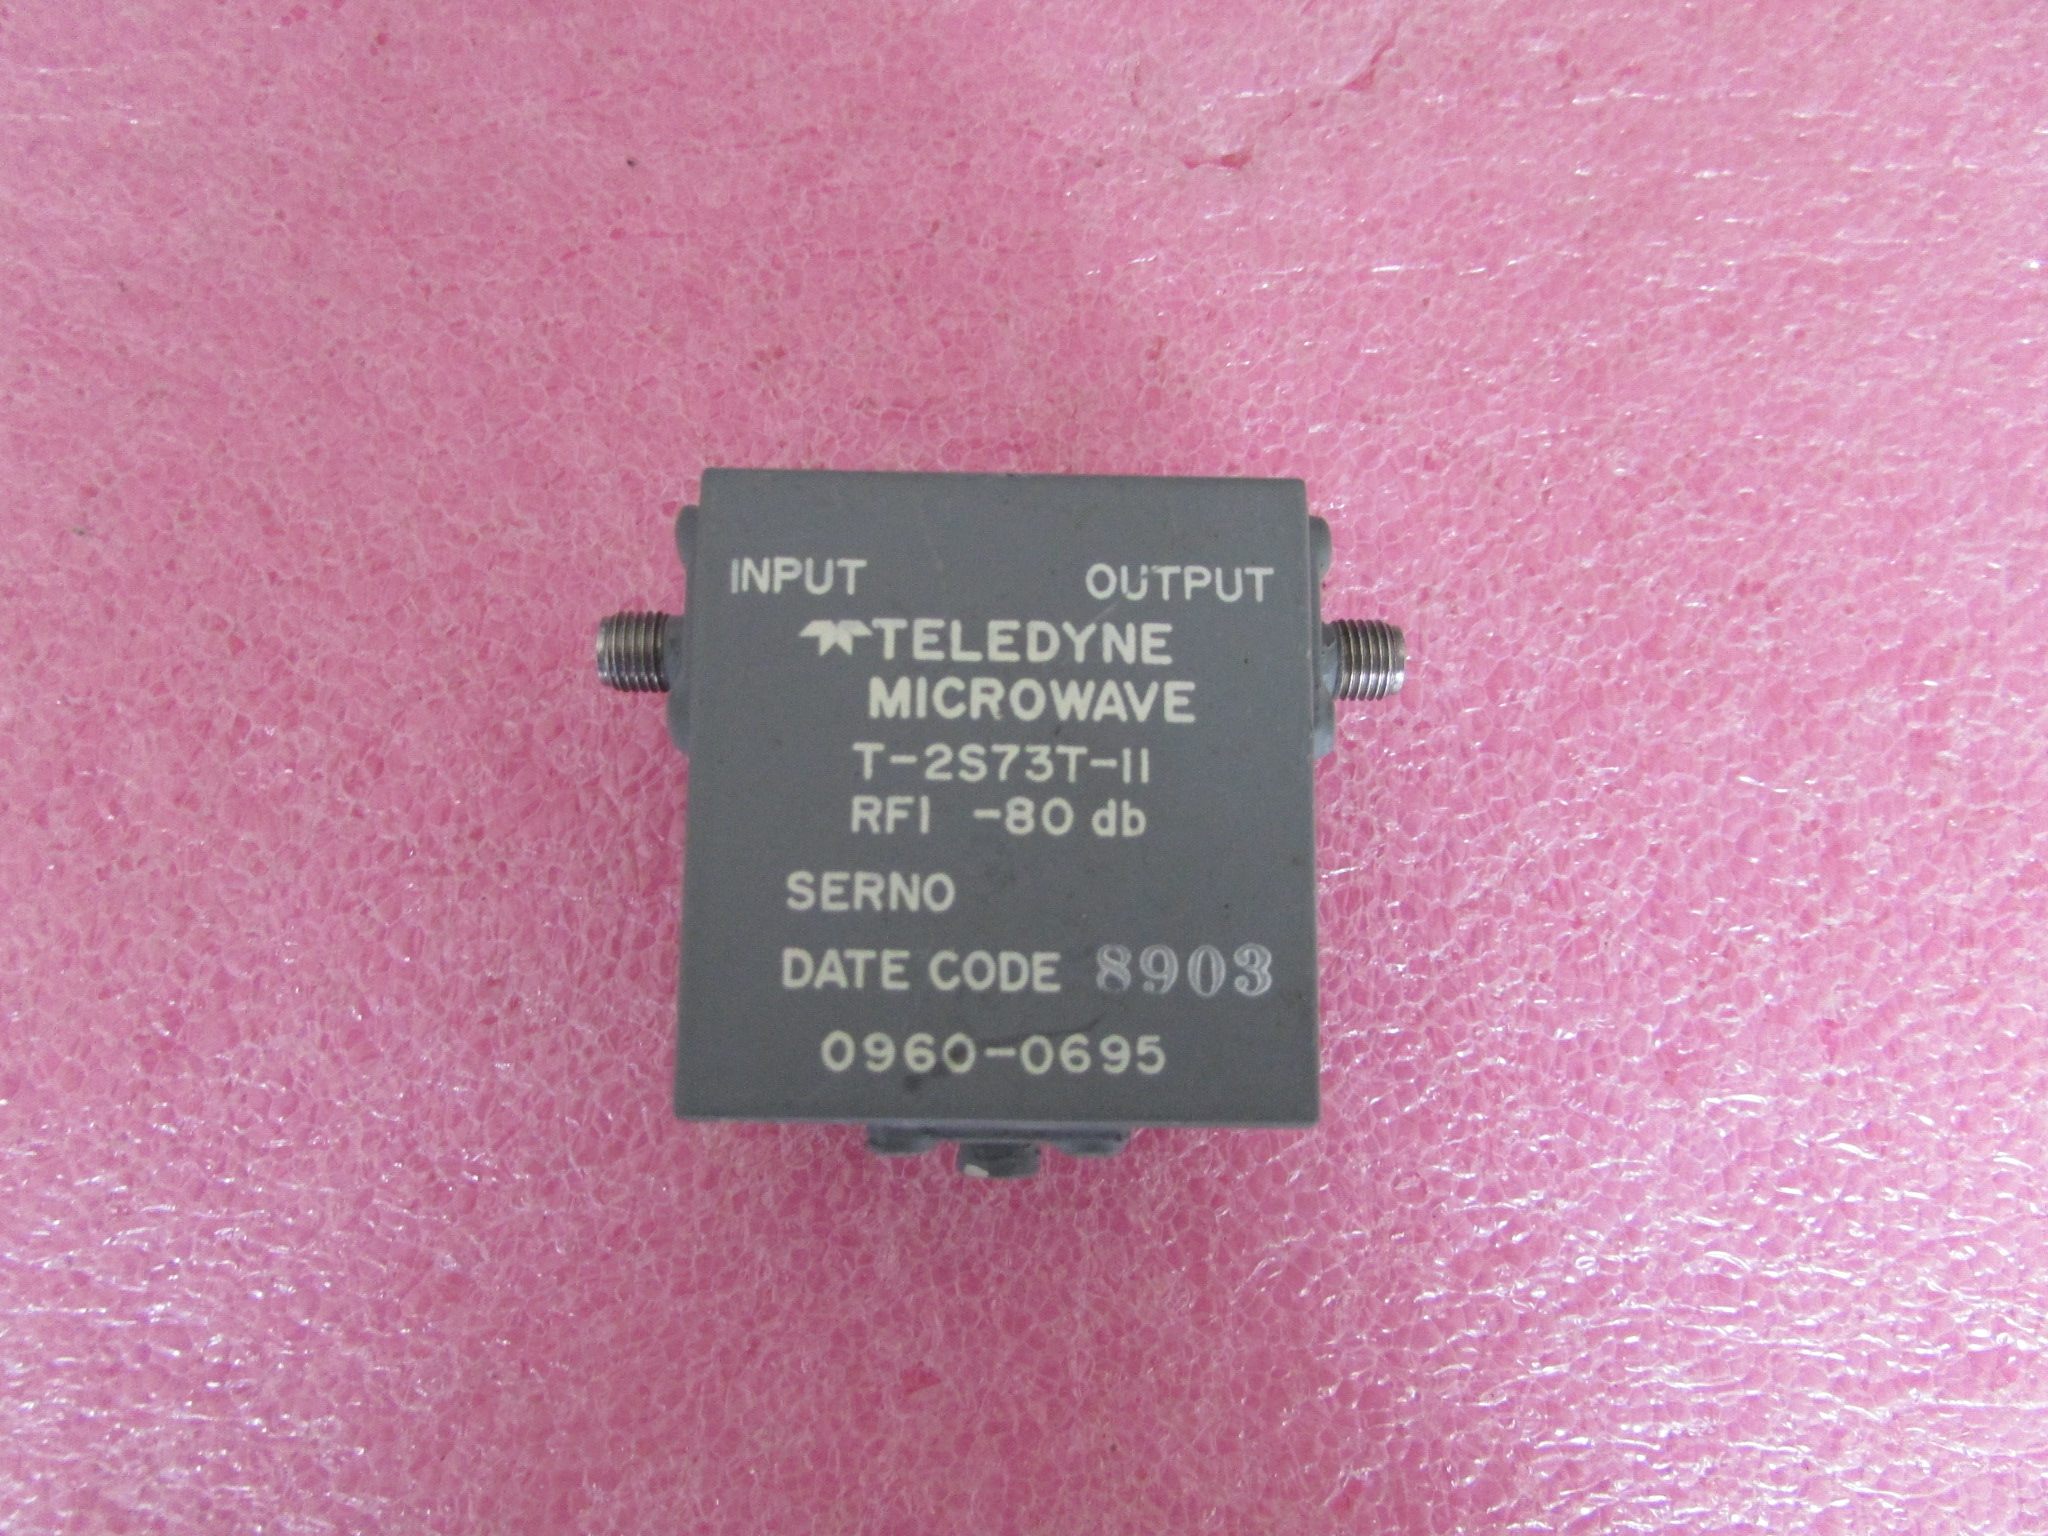 INPUT OUTPUT
TELEDYNE
MICROWAVE
T-2S73T-11
RFI -80 db
SERNO
DATE CODE 8903
0960-0695